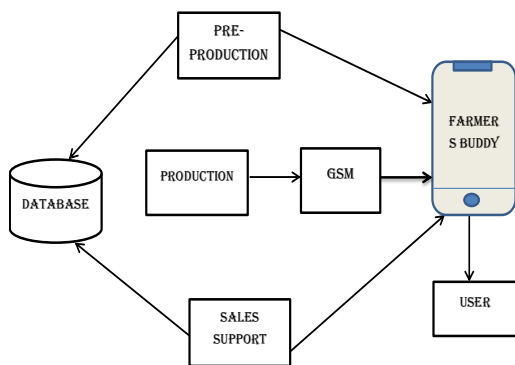 PRE-
PRODUCTION
FARMER
S BUDDY
PRODUCTION
GSM
DATABASE
SALES
SUPPORT
USER